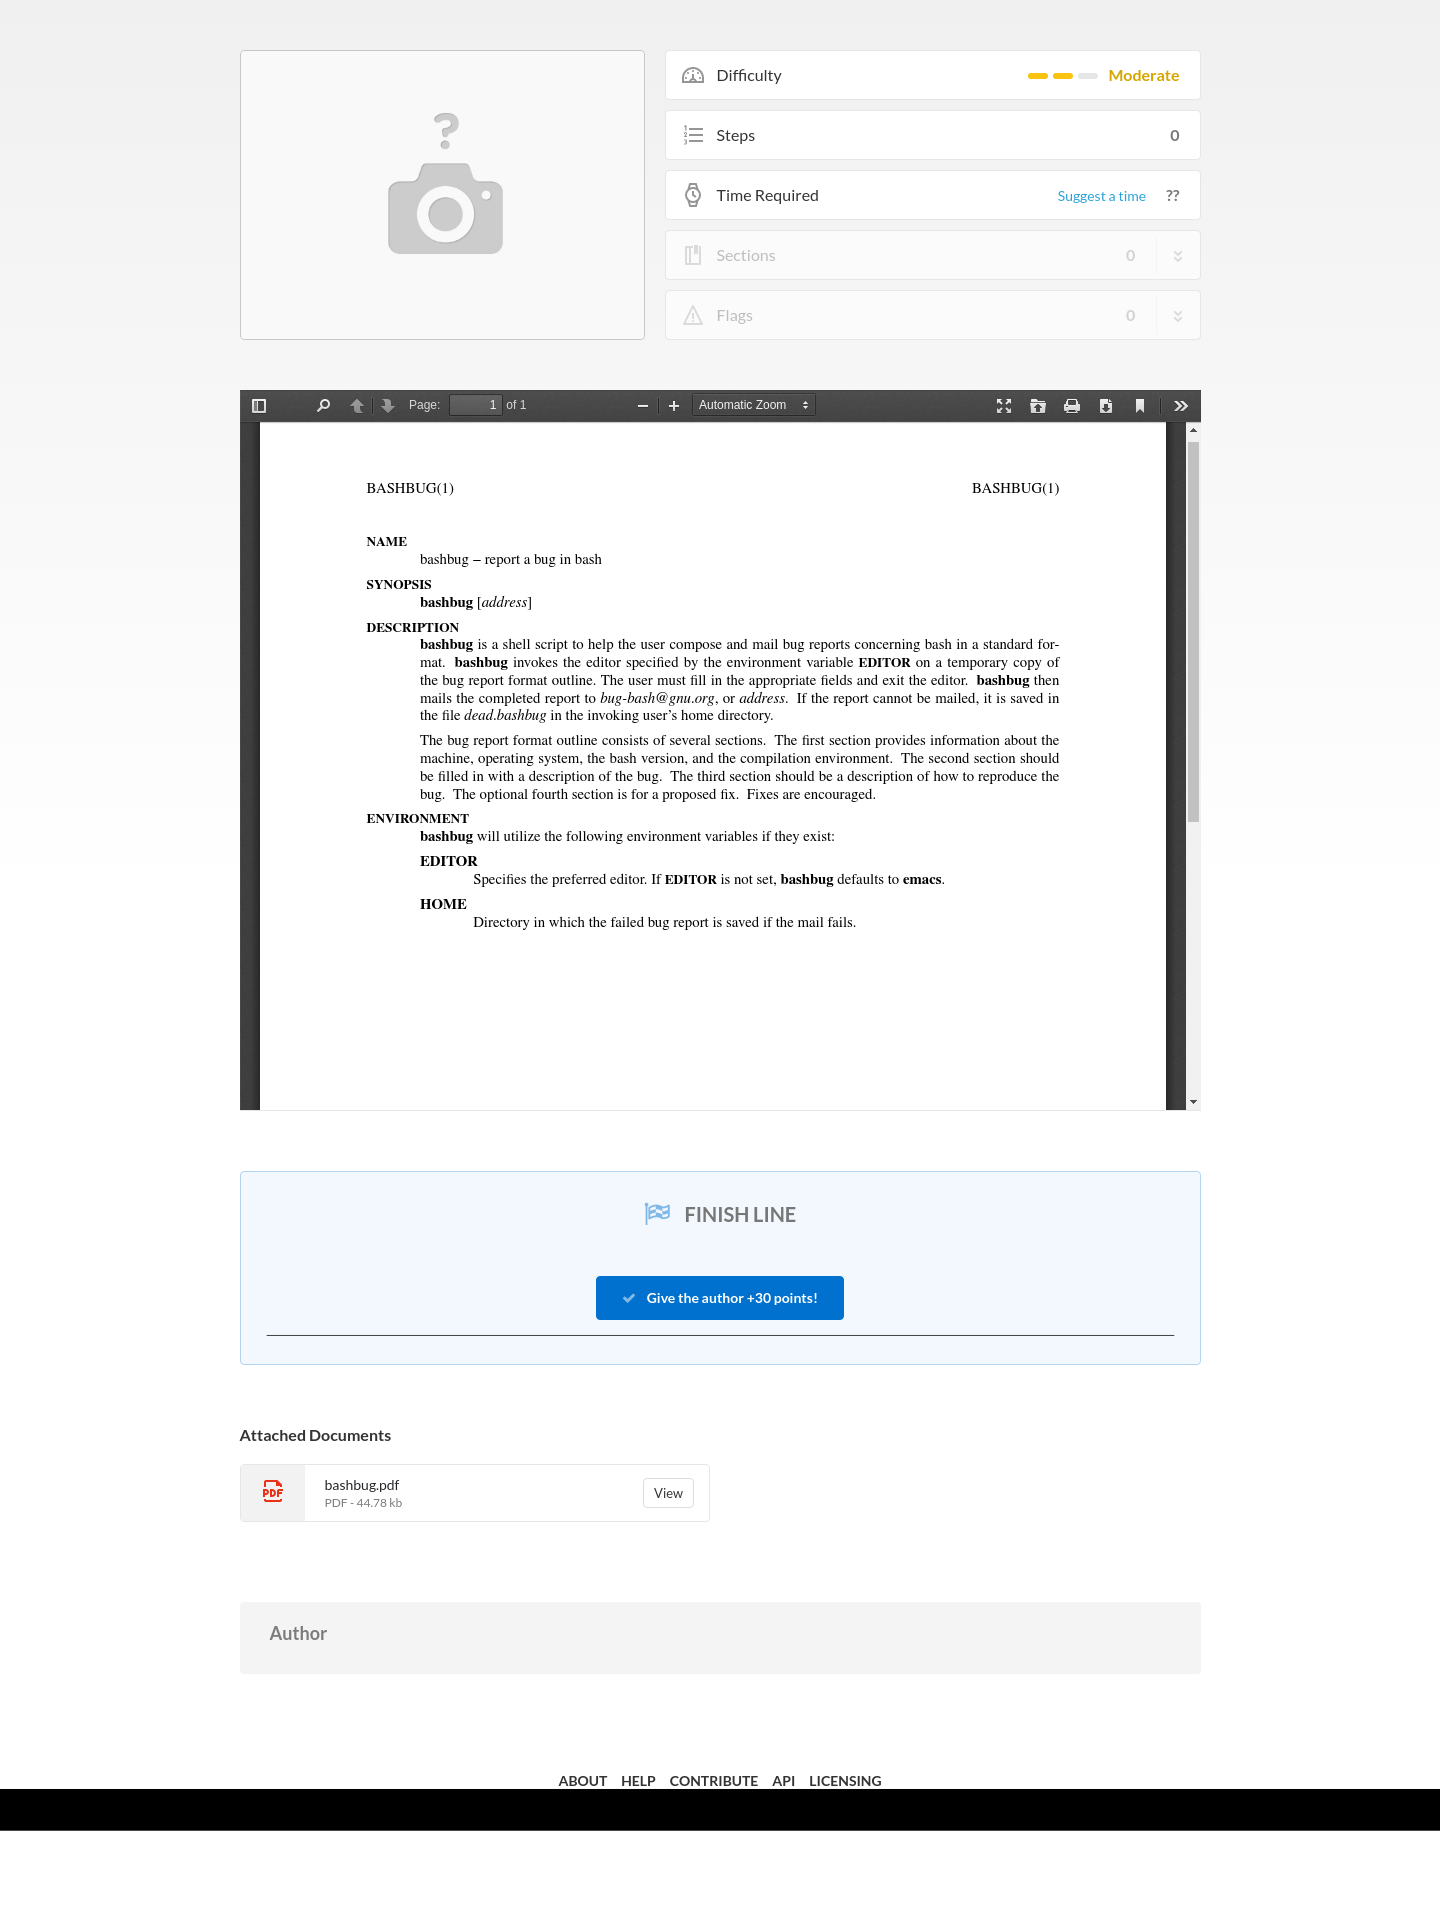 Difficulty Moderate
Steps 0
Time Required Suggest a time ??
Sections 0
Flags 0
Page: 1 of 1 Automatic Zoom
BASHBUG(1) BASHBUG(1)
NAME
bashbug − report a bug in bash
SYNOPSIS
bashbug [address]
DESCRIPTION
bashbug is a shell script to help the user compose and mail bug reports concerning bash in a standard for-
mat. bashbug invokes the editor specified by the environment variable EDITOR on a temporary copy of
the bug report format outline. The user must fill in the appropriate fields and exit the editor. bashbug then
mails the completed report to bug-bash@gnu.org, or address. If the report cannot be mailed, it is saved in
the file dead.bashbug in the invoking user’s home directory.
The bug report format outline consists of several sections. The first section provides information about the
machine, operating system, the bash version, and the compilation environment. The second section should
be filled in with a description of the bug. The third section should be a description of how to reproduce the
bug. The optional fourth section is for a proposed fix. Fixes are encouraged.
ENVIRONMENT
bashbug will utilize the following environment variables if they exist:
EDITOR
Specifies the preferred editor. If EDITOR is not set, bashbug defaults to emacs.
HOME
Directory in which the failed bug report is saved if the mail fails.
FINISH LINE
Give the author +30 points!
Attached Documents
PDF
bashbug.pdf
PDF - 44.78 kb
View
Author
ABOUT HELP CONTRIBUTE API LICENSING